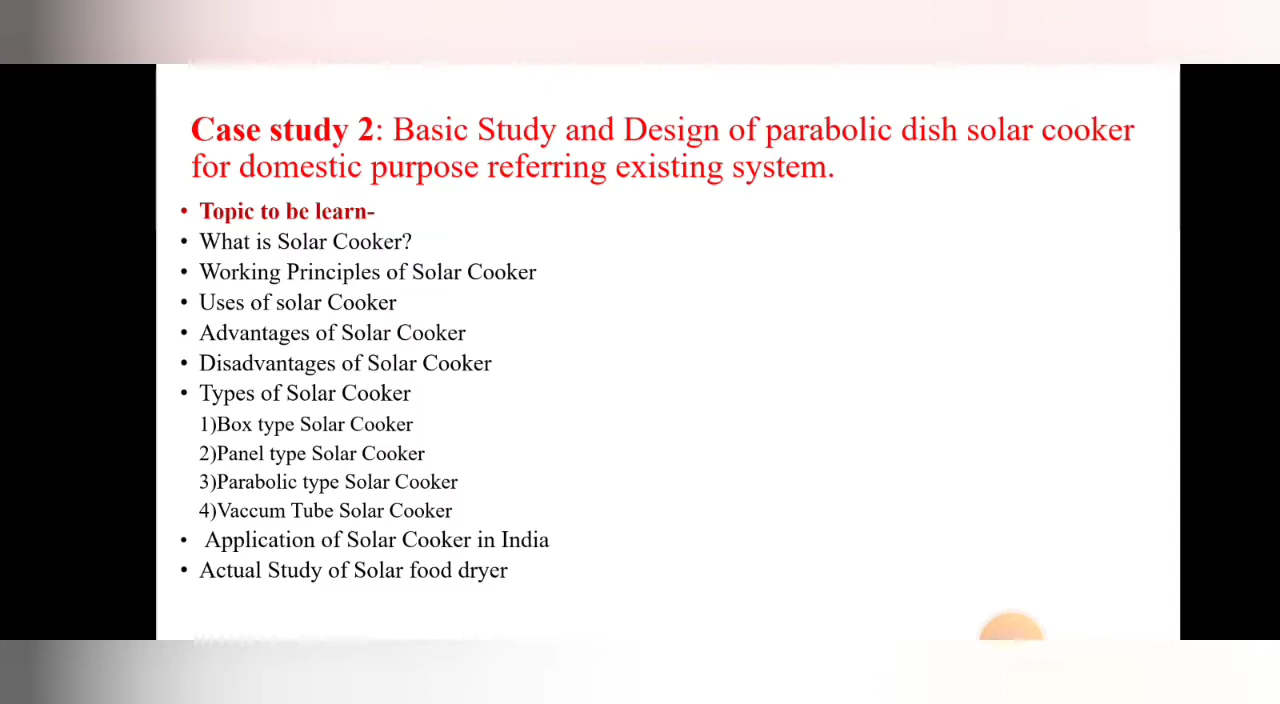 Case study 2: Basic Study and Design of parabolic dish solar cooker
for domestic purpose referring existing system.
• Topic to be learn-
• What is Solar Cooker?
• Working Principles of Solar Cooker
• Uses of solar Cooker
• Advantages of Solar Cooker
• Disadvantages of Solar Cooker
• Types of Solar Cooker
1)Box type Solar Cooker
2)Panel type Solar Cooker
3)Parabolic type Solar Cooker
4)Vaccum Tube Solar Cooker
• Application of Solar Cooker in India
• Actual Study of Solar food dryer